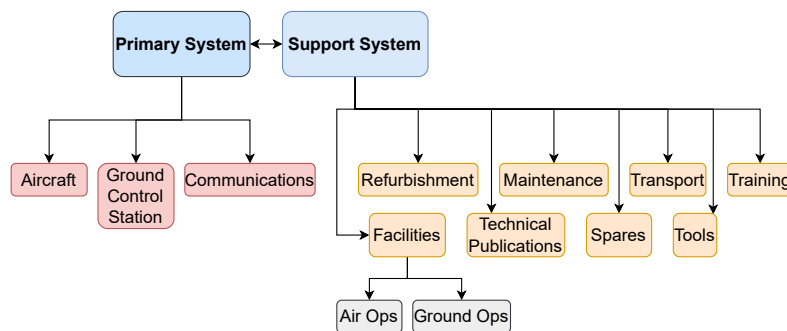 Primary System
Support System
Aircraft
Ground
Control
Station
Communications
Refurbishment
Maintenance
Transport
Training
Facilities
Technical
Publications
Spares
Tools
Air Ops
Ground Ops